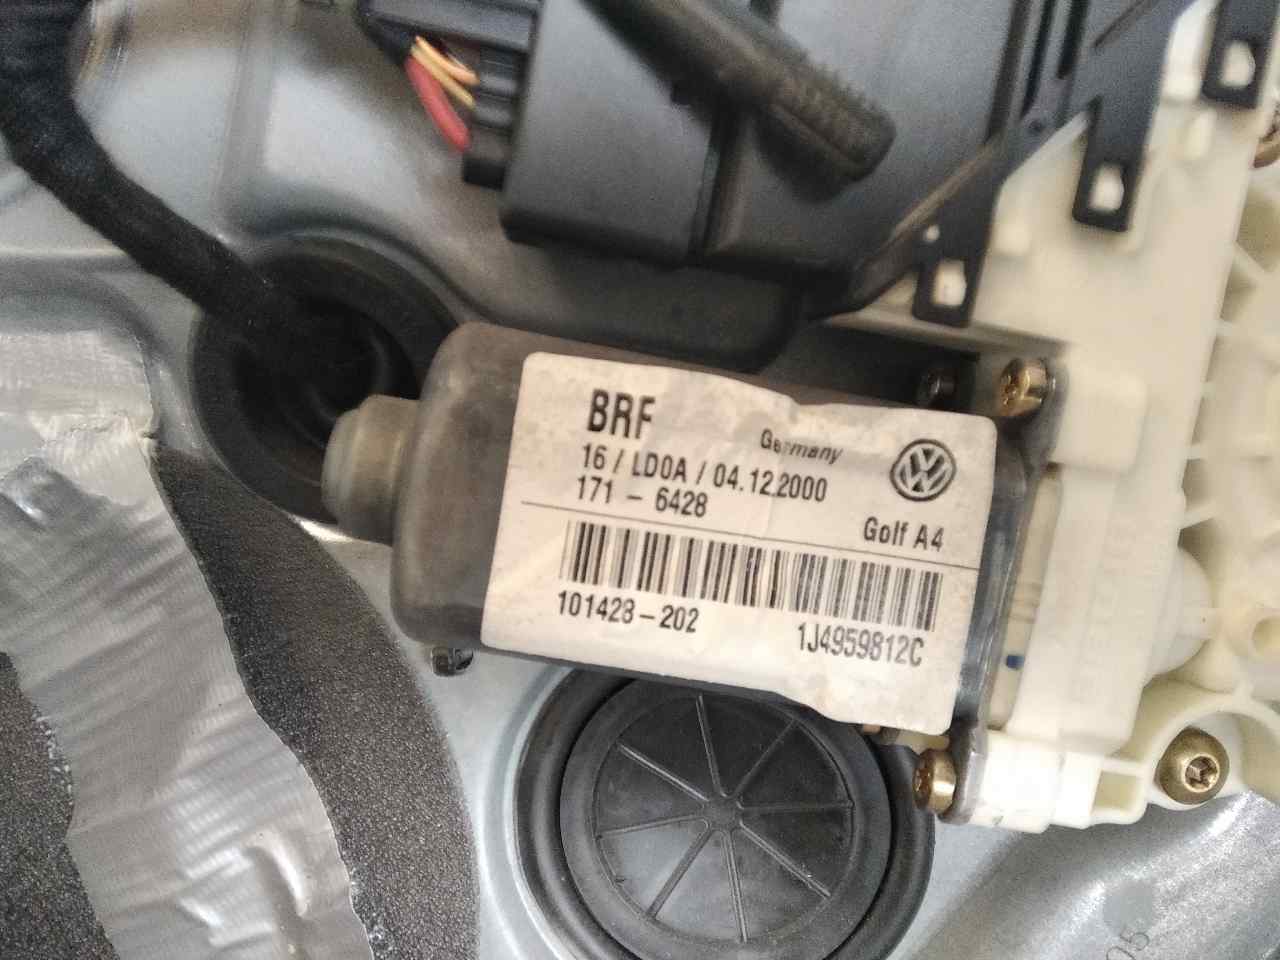 BRF
Germany
16 / LD0A / 04.12.2000
171 - 6428
Golf A4
101428-202
1J4959812C